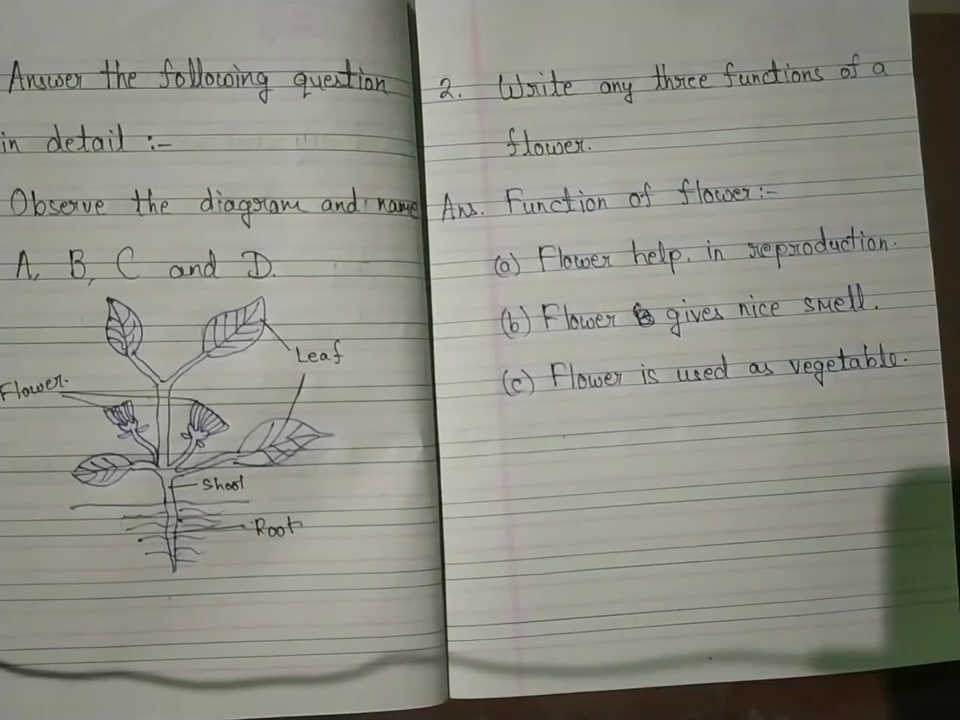 Answer the following question
in detail :-
Observe the diagram and name
A, B, C and D.
Leaf
Flower.
Shoot
Root
2. Write any three functions of a
flower.
Ans. Function of flower:-
(a) Flower help. in reproduction.
(b) Flower gives nice smell.
(c) Flower is used as vegetable.